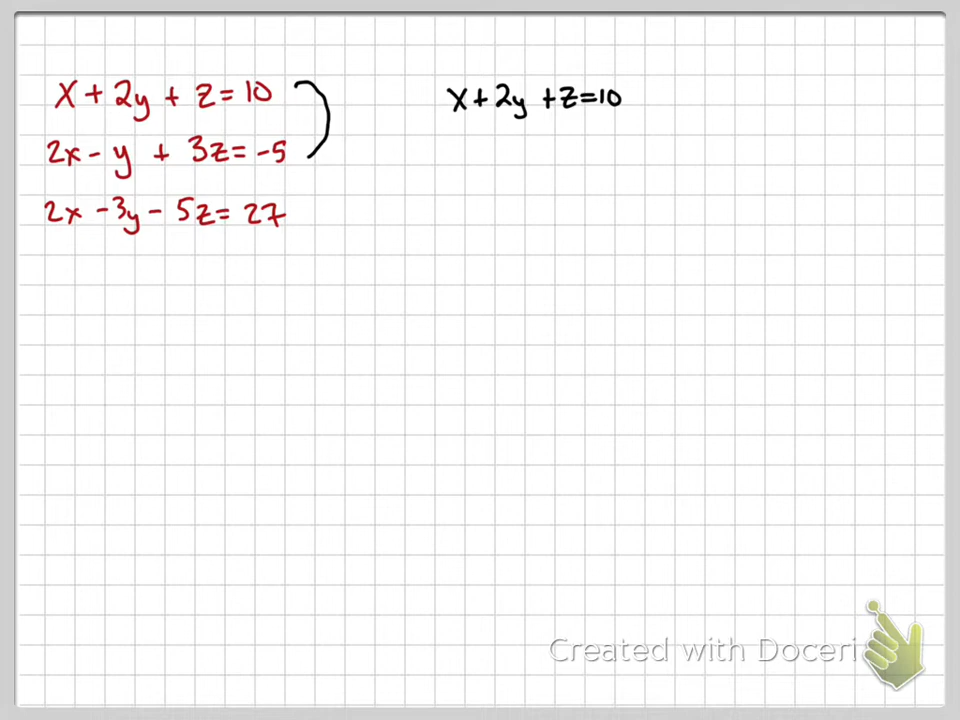 x + 2y + z = 10
2x - y + 3z = -5
2x - 3y - 5z = 27
x + 2y + z = 10
Created with Doceri